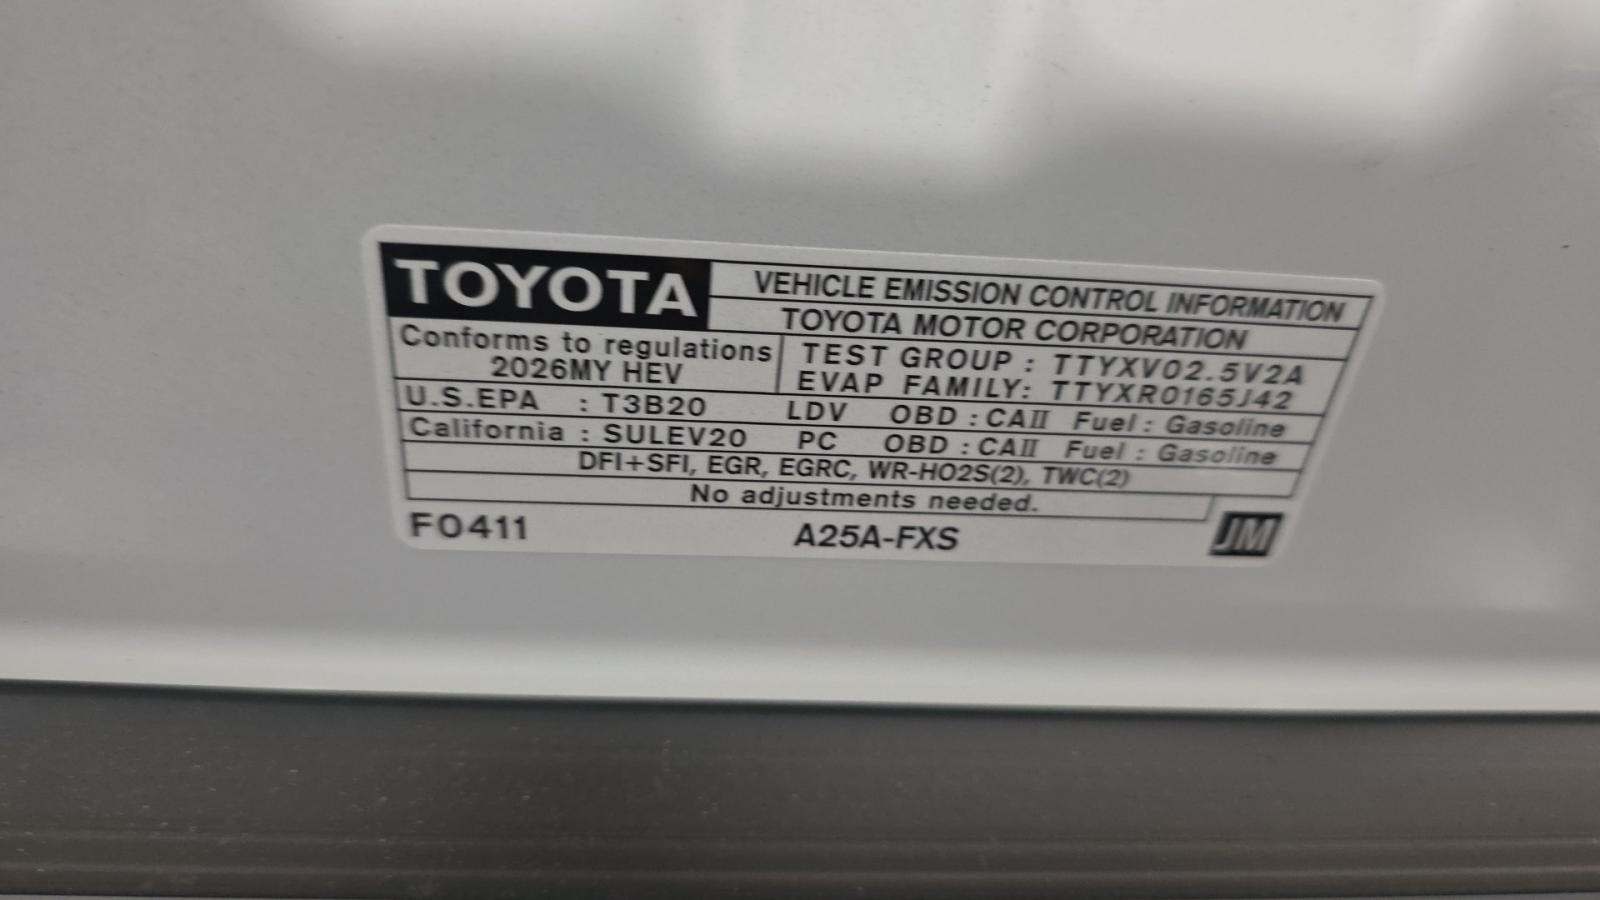 TOYOTA
VEHICLE EMISSION CONTROL INFORMATION
TOYOTA MOTOR CORPORATION
Conforms to regulations
2026MY HEV
TEST GROUP : TTYXV02.5V2A
EVAP FAMILY: TTYXR0165J42
U.S.EPA : T3B20 LDV OBD : CAII Fuel : Gasoline
California : SULEV20 PC OBD : CAII Fuel : Gasoline
DFI+SFI, EGR, EGRC, WR-HO2S(2), TWC(2)
No adjustments needed.
F0411 A25A-FXS JM